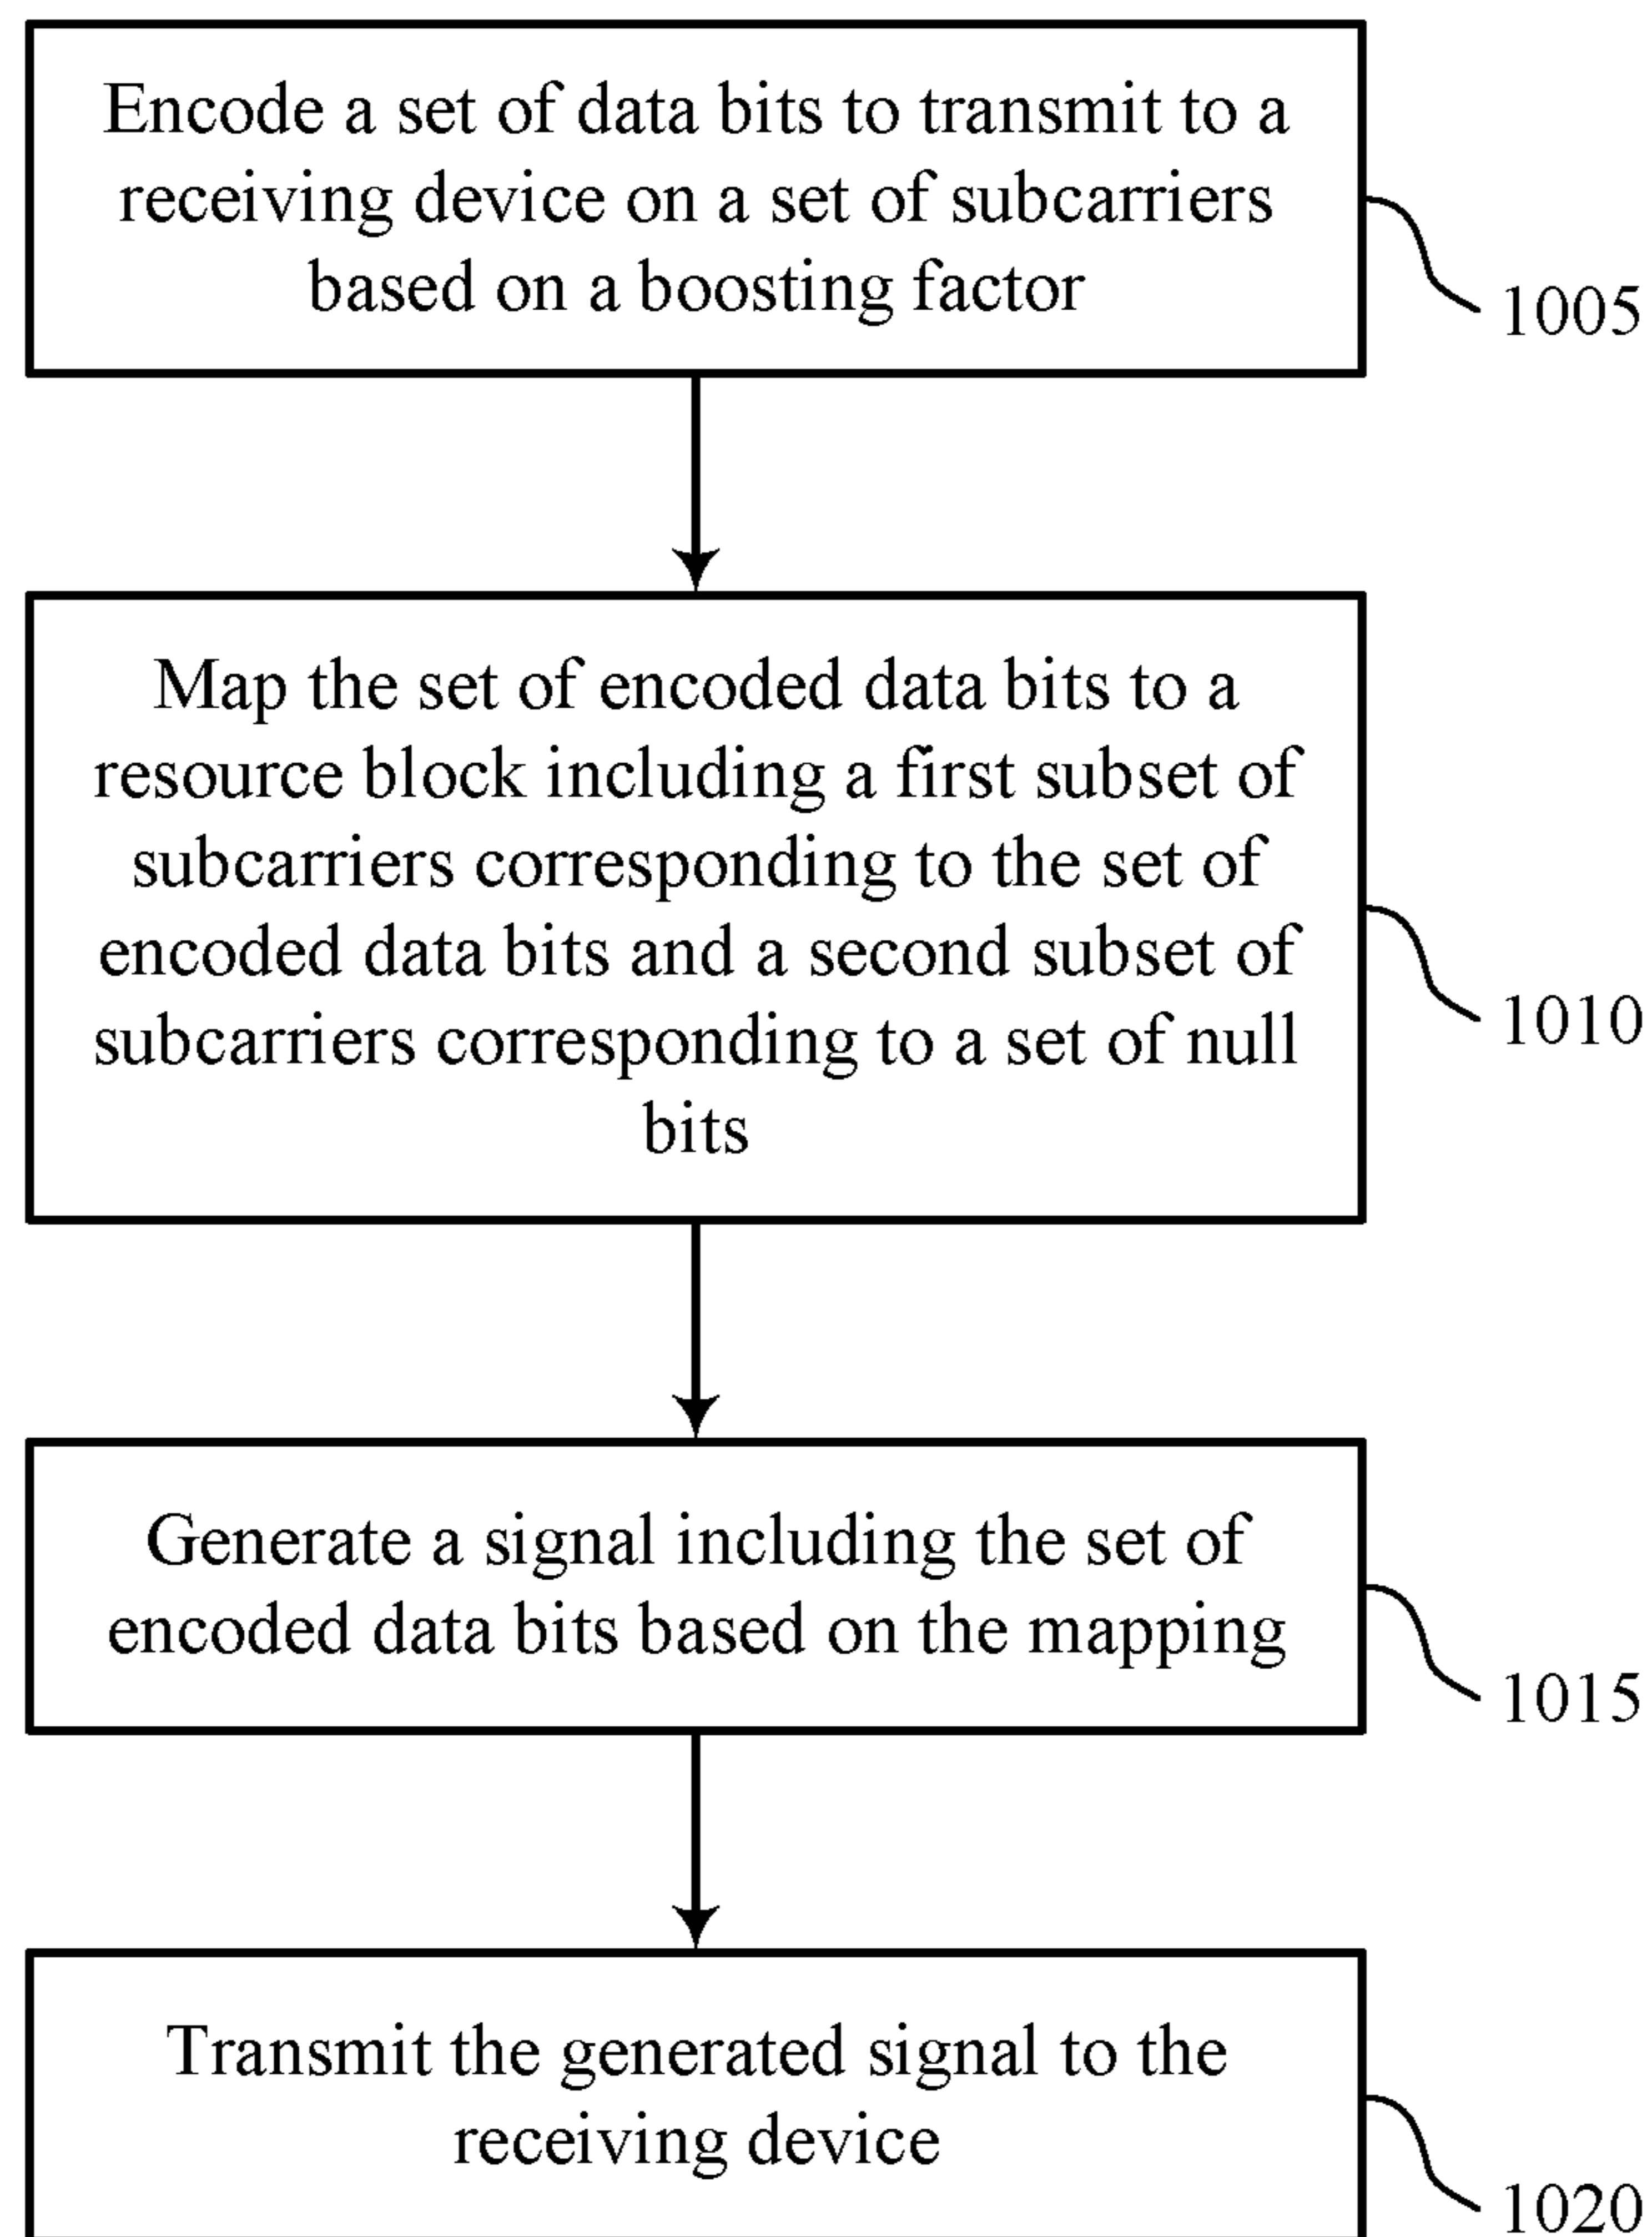 Encode a set of data bits to transmit to a
receiving device on a set of subcarriers
based on a boosting factor
1005
Map the set of encoded data bits to a
resource block including a first subset of
subcarriers corresponding to the set of
encoded data bits and a second subset of
subcarriers corresponding to a set of null
bits
1010
Generate a signal including the set of
encoded data bits based on the mapping
1015
Transmit the generated signal to the
receiving device
1020